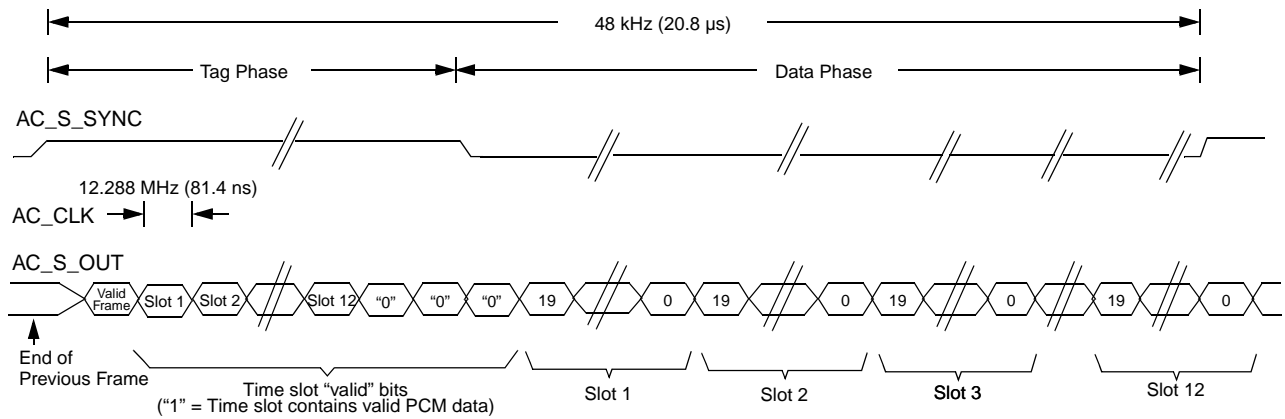 48 kHz (20.8 µs)
Tag Phase
Data Phase
AC_S_SYNC
12.288 MHz (81.4 ns)
AC_CLK
AC_S_OUT
Valid
Frame
Slot 1
Slot 2
Slot 12
“0”
“0”
“0”
19
0
19
0
19
0
19
0
End of
Previous Frame
Time slot “valid” bits
(“1” = Time slot contains valid PCM data)
Slot 1
Slot 2
Slot 3
Slot 12